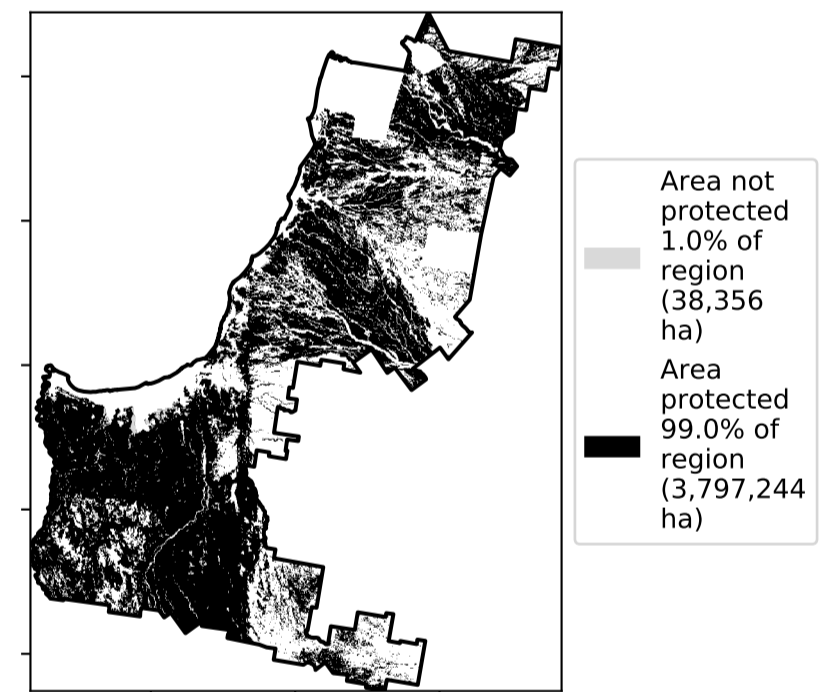 Area not
protected
1.0% of
region
(38,356
ha)
Area
protected
99.0% of
region
(3,797,244
ha)